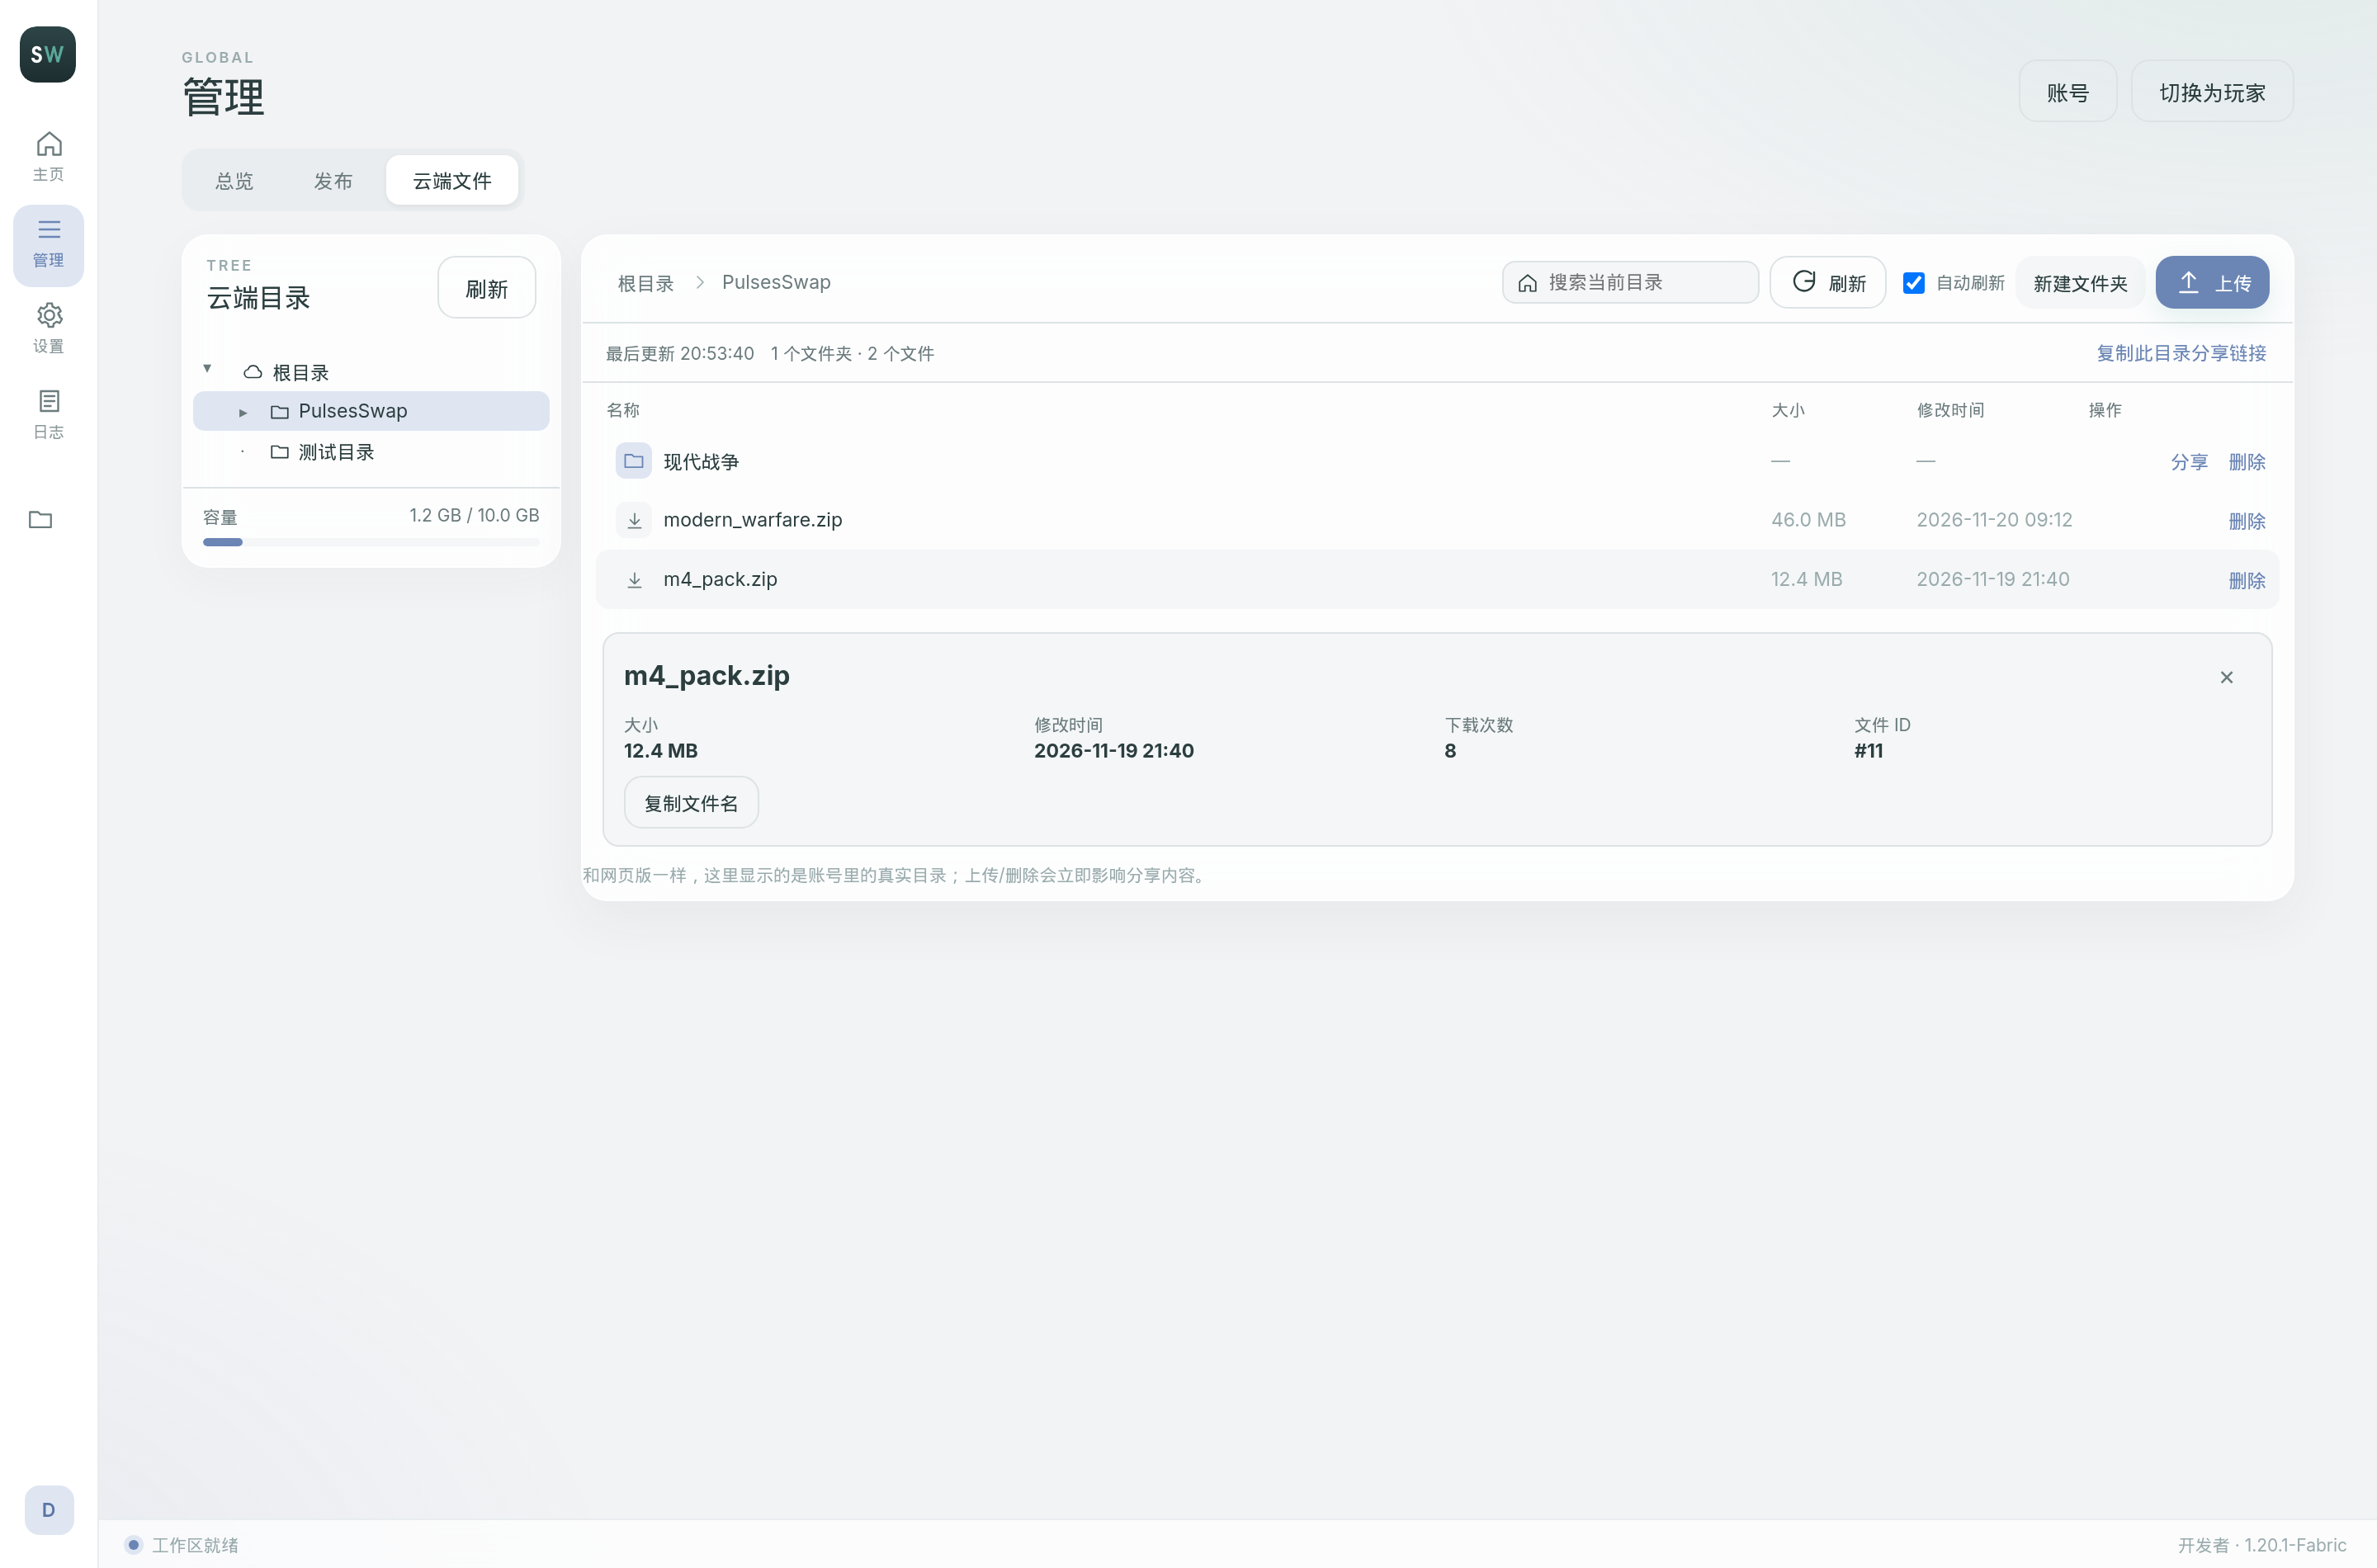 SW
主页
管理
设置
日志
D
GLOBAL
管理
账号
切换为玩家
总览
发布
云端文件
TREE
云端目录
刷新
根目录
PulsesSwap
测试目录
容量
1.2 GB / 10.0 GB
根目录
PulsesSwap
搜索当前目录
刷新
自动刷新
新建文件夹
上传
最后更新 20:53:40 1 个文件夹 · 2 个文件
复制此目录分享链接
名称 大小 修改时间 操作
现代战争 — — 分享 删除
modern_warfare.zip 46.0 MB 2026-11-20 09:12 删除
m4_pack.zip 12.4 MB 2026-11-19 21:40 删除
m4_pack.zip ×
大小 修改时间 下载次数 文件 ID
12.4 MB 2026-11-19 21:40 8 #11
复制文件名
和网页版一样，这里显示的是账号里的真实目录；上传/删除会立即影响分享内容。
工作区就绪
开发者 · 1.20.1-Fabric